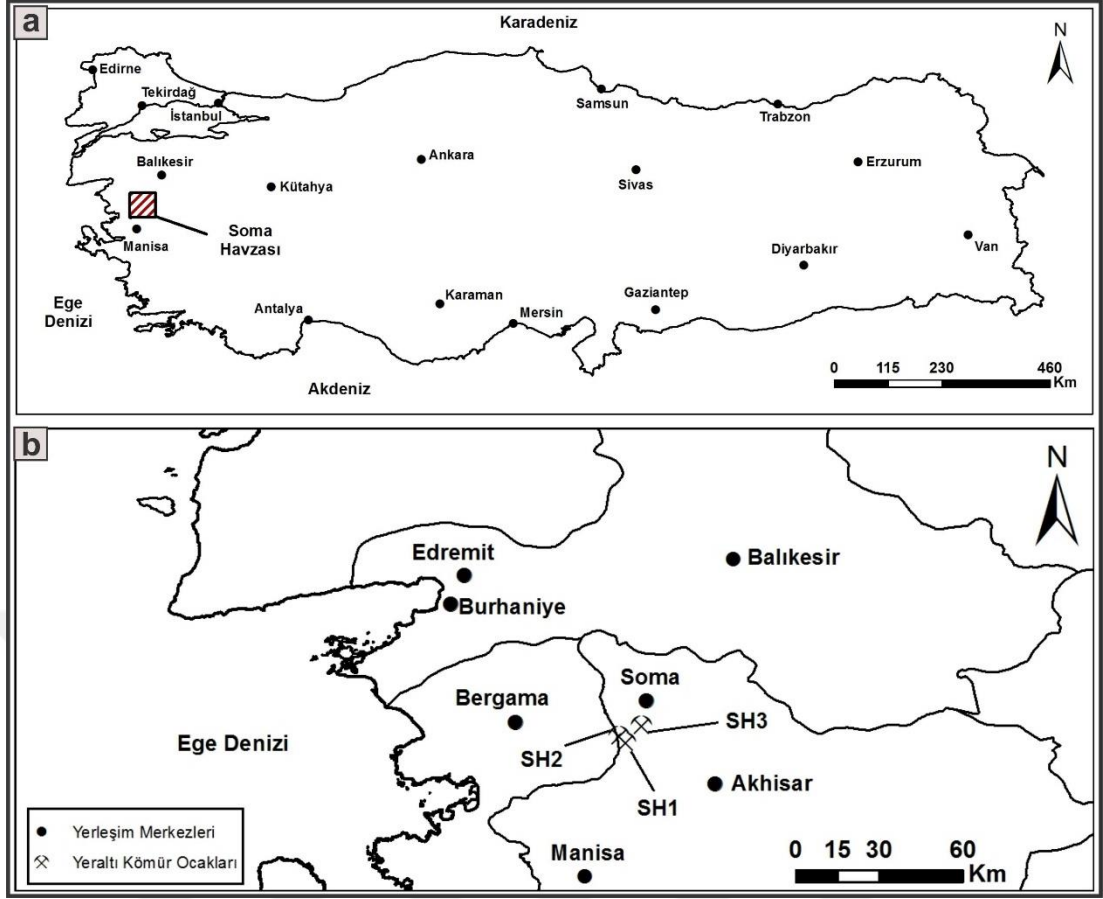 a
Karadeniz
N
Edirne
Tekirdağ
İstanbul
Samsun
Trabzon
Balıkesir
Ankara
Erzurum
Kütahya
Sivas
Soma
Havzası
Manisa
Van
Diyarbakır
Ege
Denizi
Antalya
Karaman
Mersin
Gaziantep
Akdeniz
0 115 230 460
Km
b
N
Edremit
Balıkesir
Burhaniye
Soma
Bergama
SH3
Ege Denizi
SH2
SH1
Akhisar
Yerleşim Merkezleri
Yeraltı Kömür Ocakları
Manisa
0 15 30 60
Km